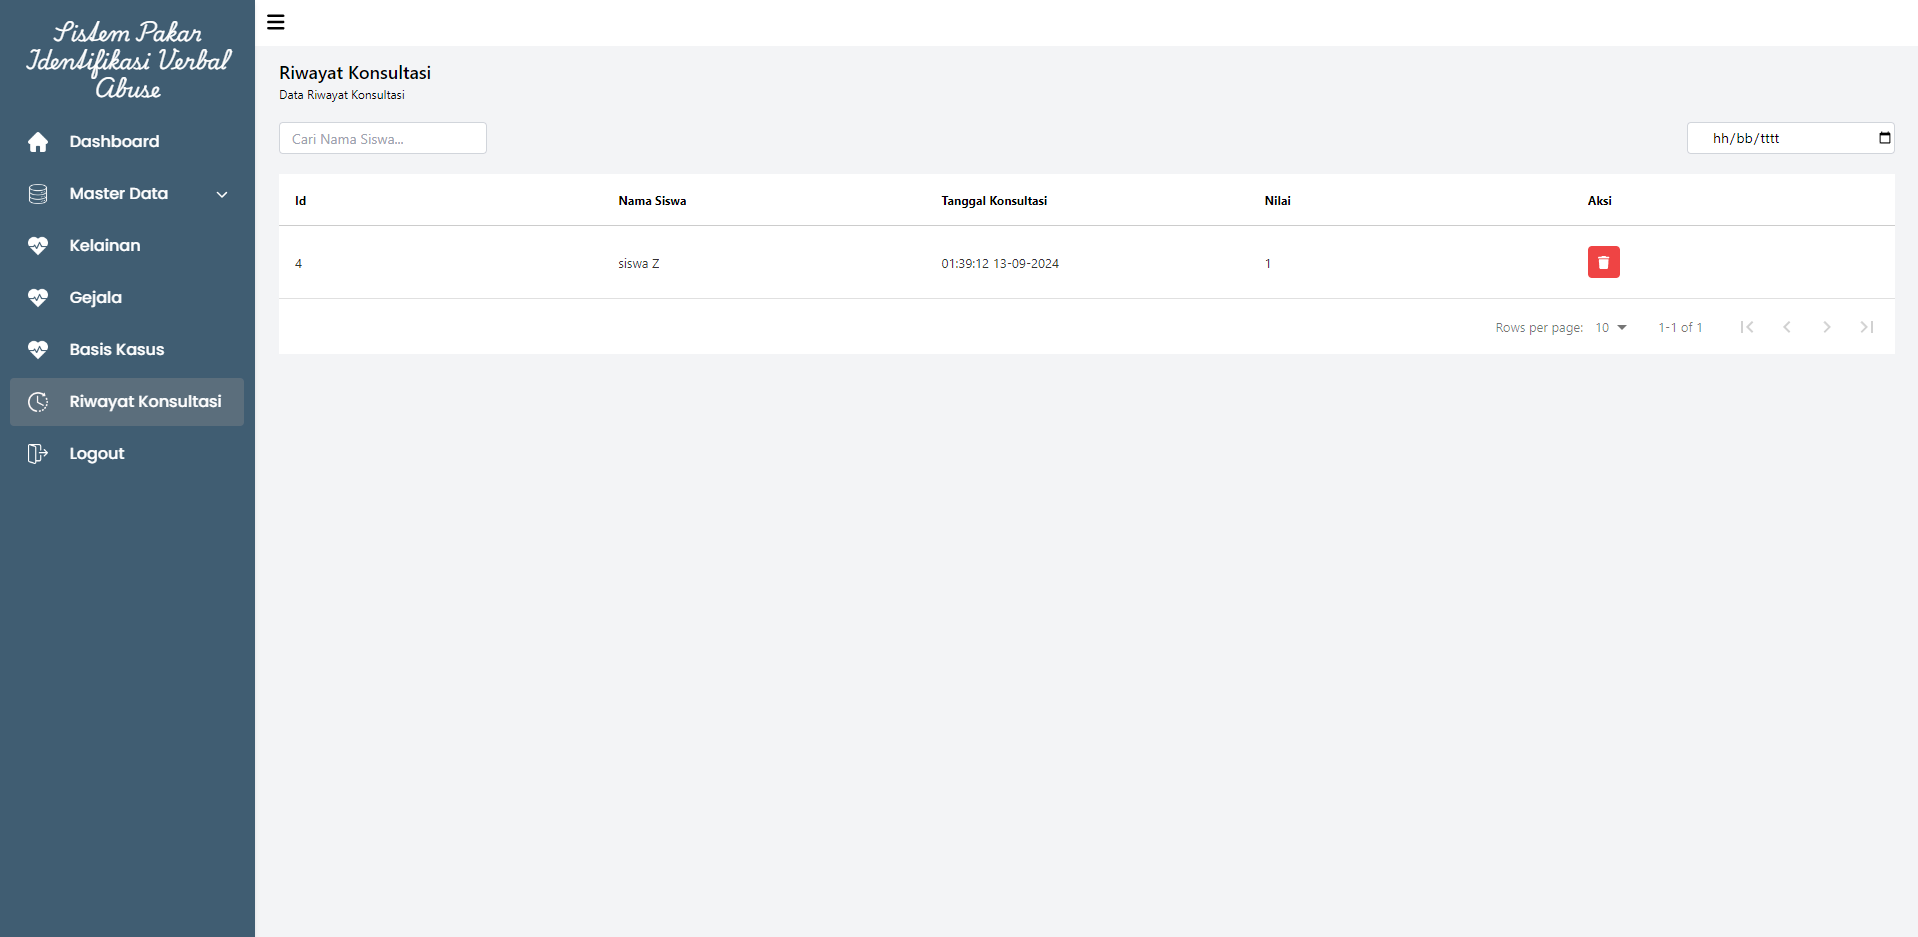 Sistem Pakar
Identifikasi Verbal
Abuse
Dashboard
Master Data
Kelainan
Gejala
Basis Kasus
Riwayat Konsultasi
Logout
Riwayat Konsultasi
Data Riwayat Konsultasi
Cari Nama Siswa...
hh/bb/tttt
Id Nama Siswa Tanggal Konsultasi Nilai Aksi
4 siswa Z 01:39:12 13-09-2024 1
Rows per page: 10 1-1 of 1